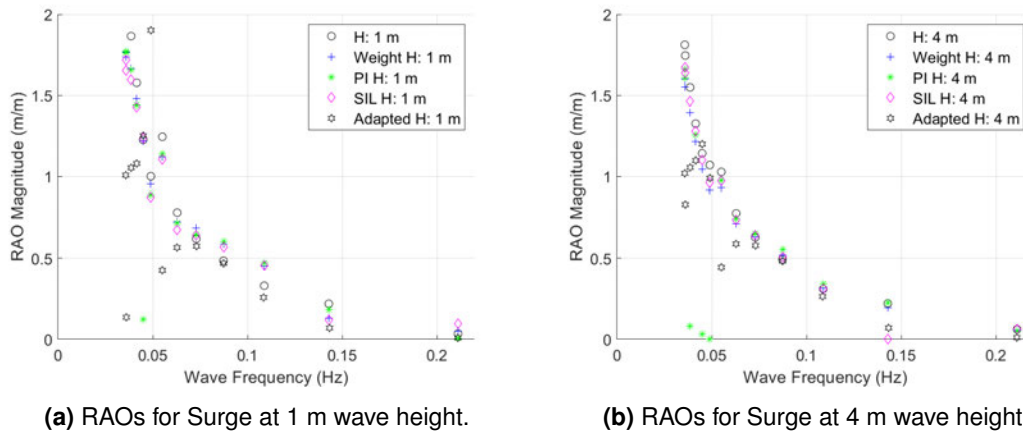 2
1.5
1
0.5
0
RAO Magnitude (m/m)
H: 1 m
Weight H: 1 m
PI H: 1 m
SIL H: 1 m
Adapted H: 1 m
0 0.05 0.1 0.15 0.2
Wave Frequency (Hz)
(a) RAOs for Surge at 1 m wave height.
2
1.5
1
0.5
0
RAO Magnitude (m/m)
H: 4 m
Weight H: 4 m
PI H: 4 m
SIL H: 4 m
Adapted H: 4 m
0 0.05 0.1 0.15 0.2
Wave Frequency (Hz)
(b) RAOs for Surge at 4 m wave height